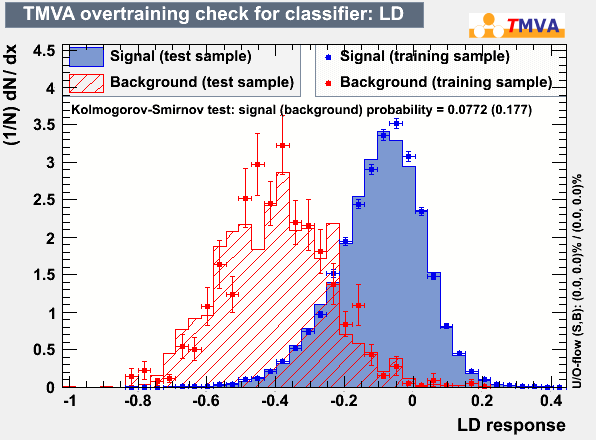 TMVA overtraining check for classifier: LD
TMVA
(1/N) dN / dx
Signal (test sample)
Background (test sample)
Signal (training sample)
Background (training sample)
Kolmogorov-Smirnov test: signal (background) probability = 0.0772 (0.177)
4.5
4
3.5
3
2.5
2
1.5
1
0.5
0
-1 -0.8 -0.6 -0.4 -0.2 0 0.2 0.4
LD response
U/O-flow (S,B): (0.0, 0.0)% / (0.0, 0.0)%